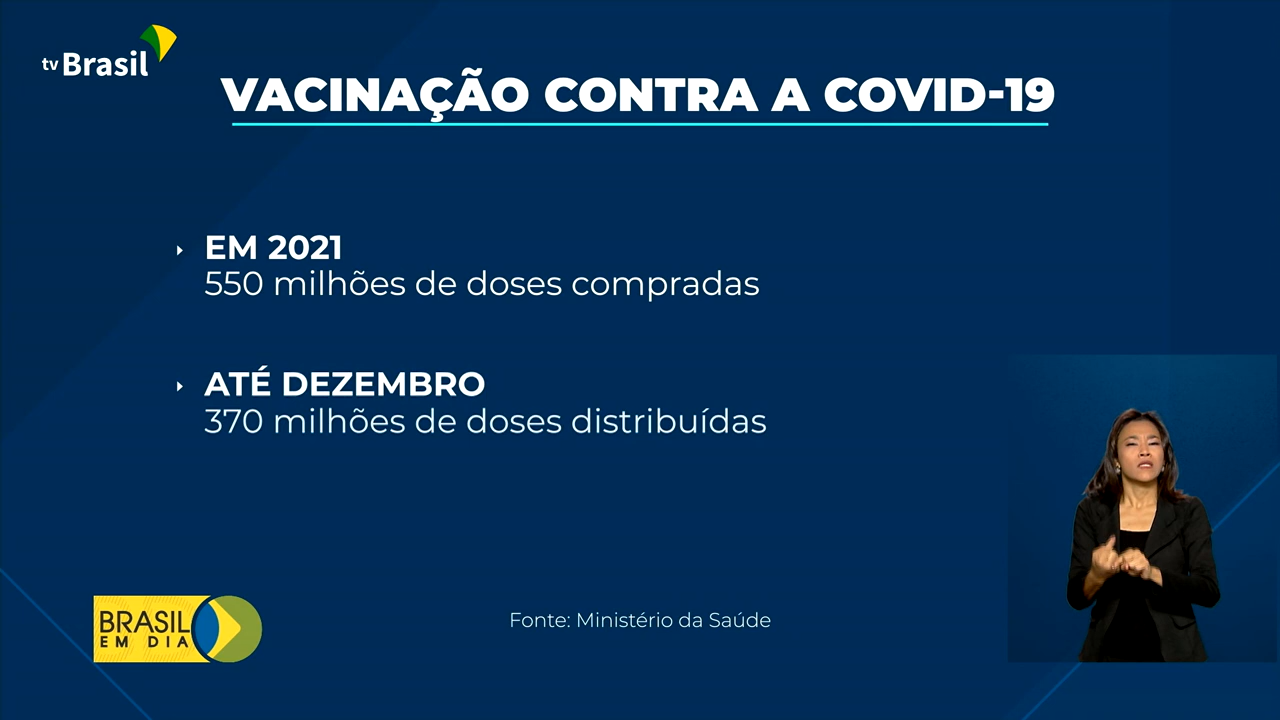 tv Brasil
VACINAÇÃO CONTRA A COVID-19
EM 2021
550 milhões de doses compradas
ATÉ DEZEMBRO
370 milhões de doses distribuídas
BRASIL
EM DIA
Fonte: Ministério da Saúde